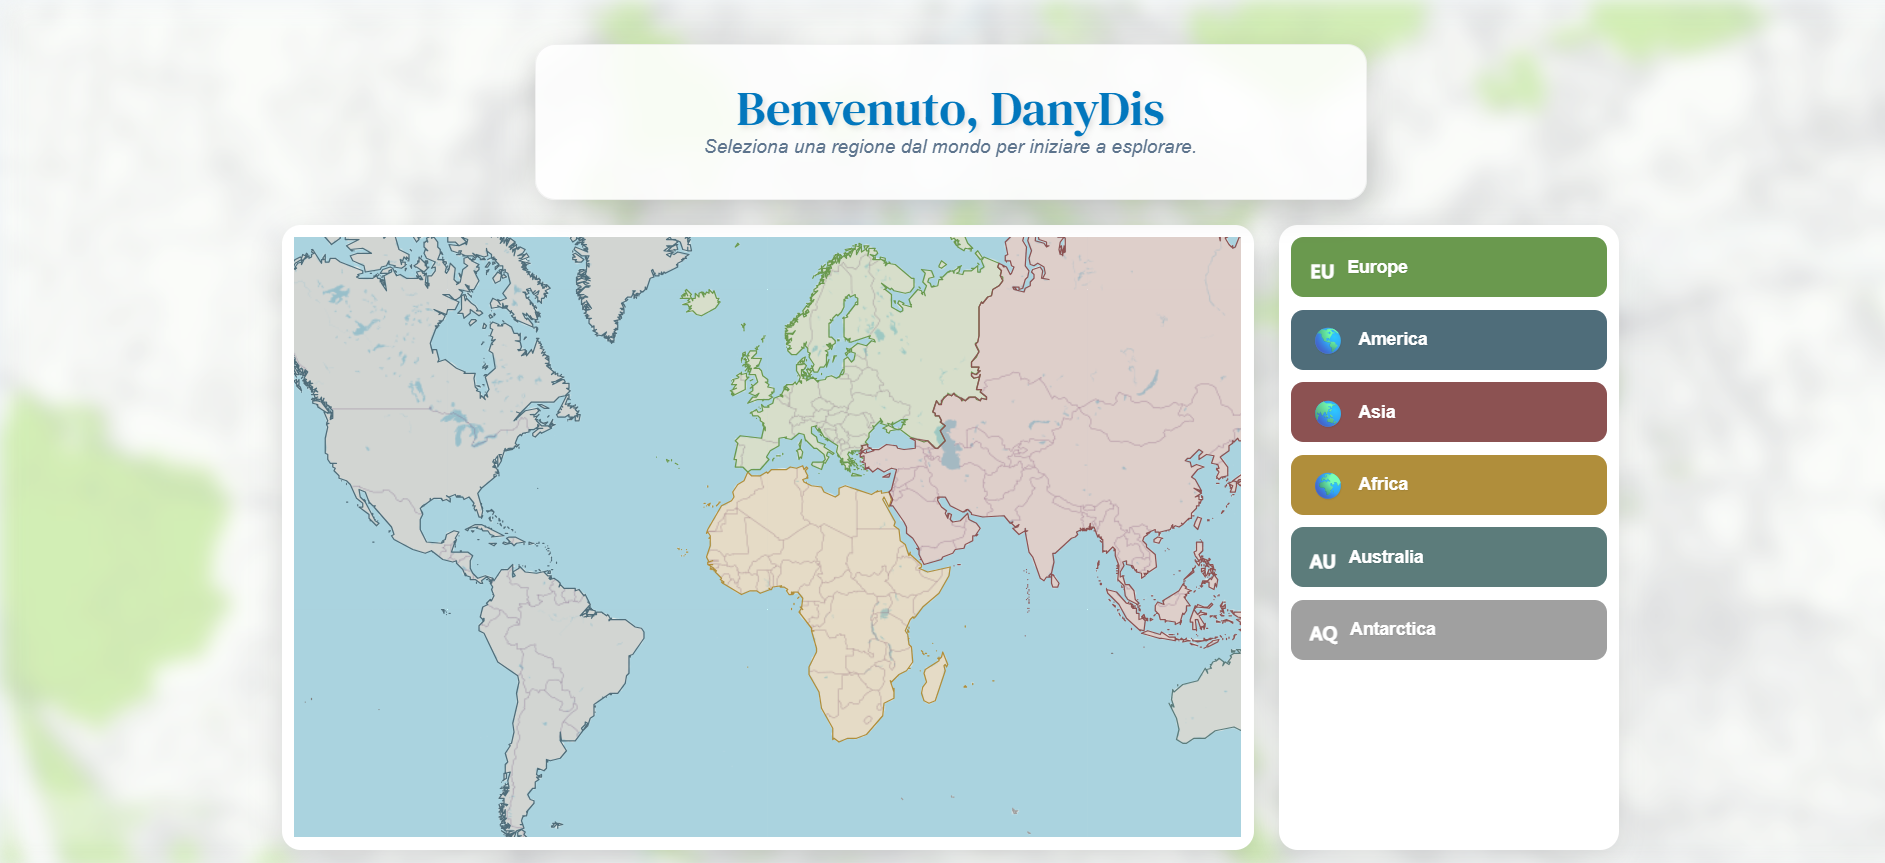 Benvenuto, DanyDis
Seleziona una regione dal mondo per iniziare a esplorare.
EU Europe
America
Asia
Africa
AU Australia
AQ Antarctica